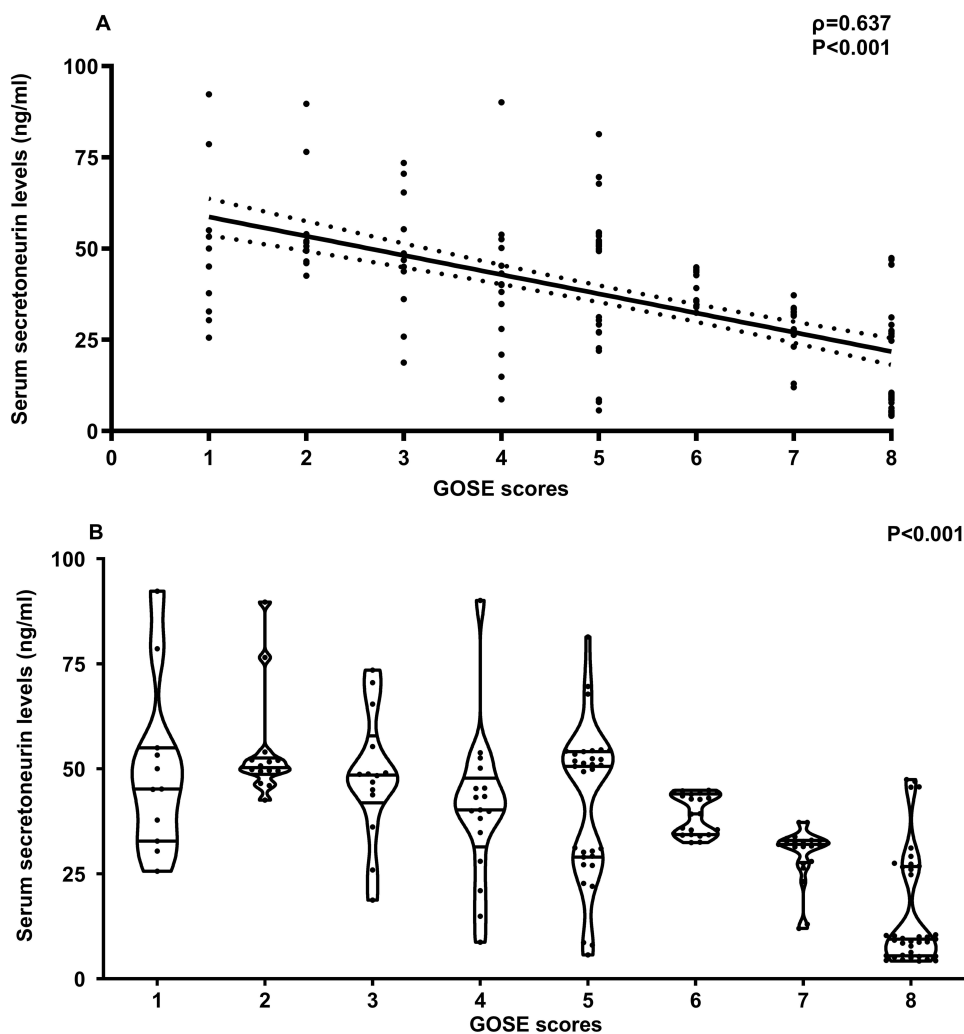 A
ρ=0.637
P<0.001
Serum secretoneurin levels (ng/ml)
100
75
50
25
0
0 1 2 3 4 5 6 7 8
GOSE scores
B
P<0.001
Serum secretoneurin levels (ng/ml)
100
75
50
25
0
1 2 3 4 5 6 7 8
GOSE scores